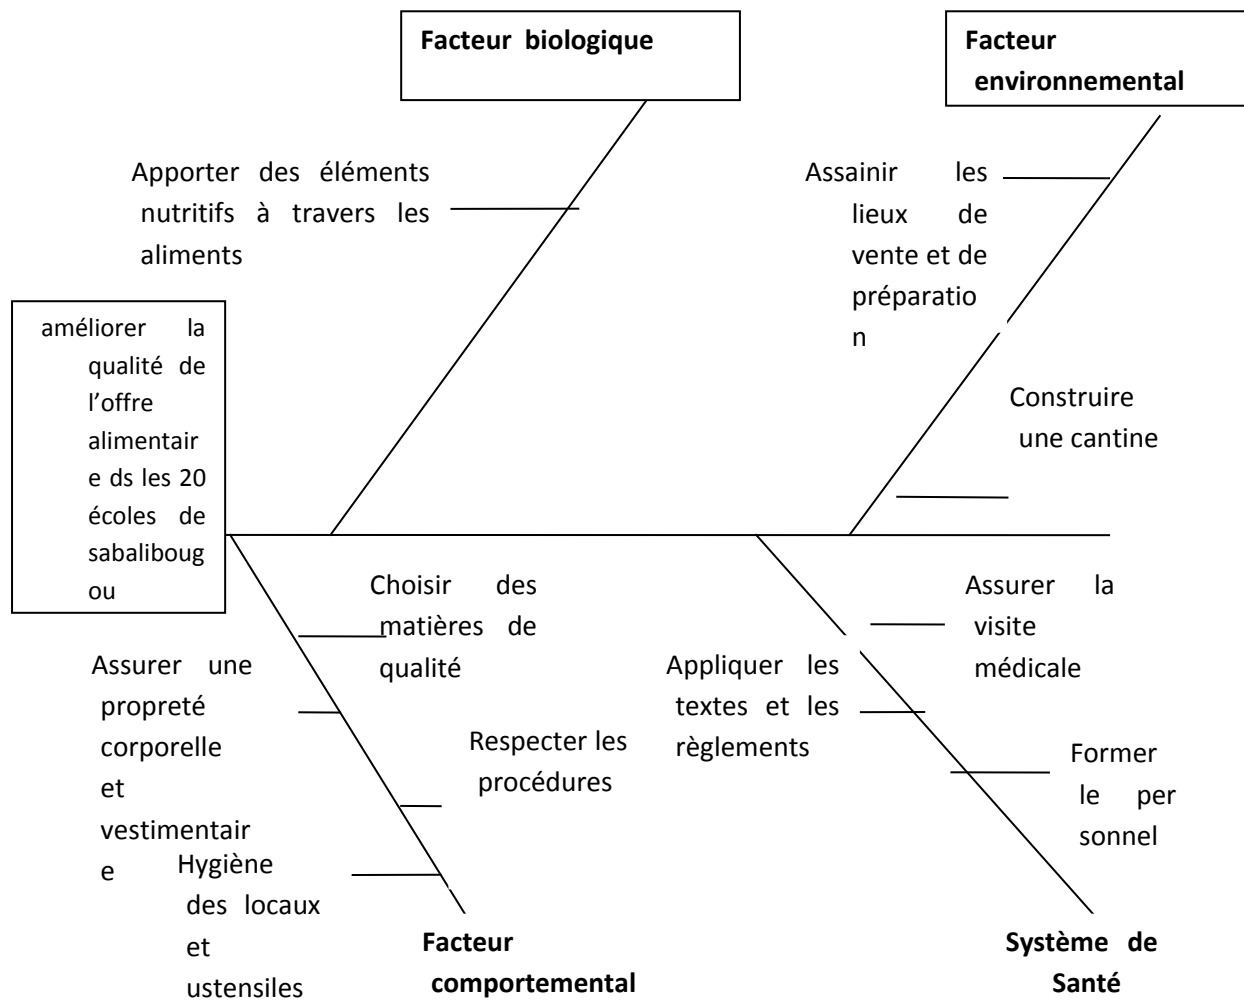 Facteur biologique
Facteur
environnemental
Apporter des éléments
nutritifs à travers les
aliments
Assainir les
lieux de
vente et de
préparatio
n
améliorer la
qualité de
l'offre
alimentair
e ds les 20
écoles de
sabaliboug
ou
Construire
une cantine
Choisir des
matières de
qualité
Assurer la
visite
médicale
Assurer une
propreté
corporelle
et
vestimentair
e
Appliquer les
textes et les
règlements
Respecter les
procédures
Former
le per
sonnel
Hygiène
des locaux
et
ustensiles
Facteur
comportemental
Système de
Santé